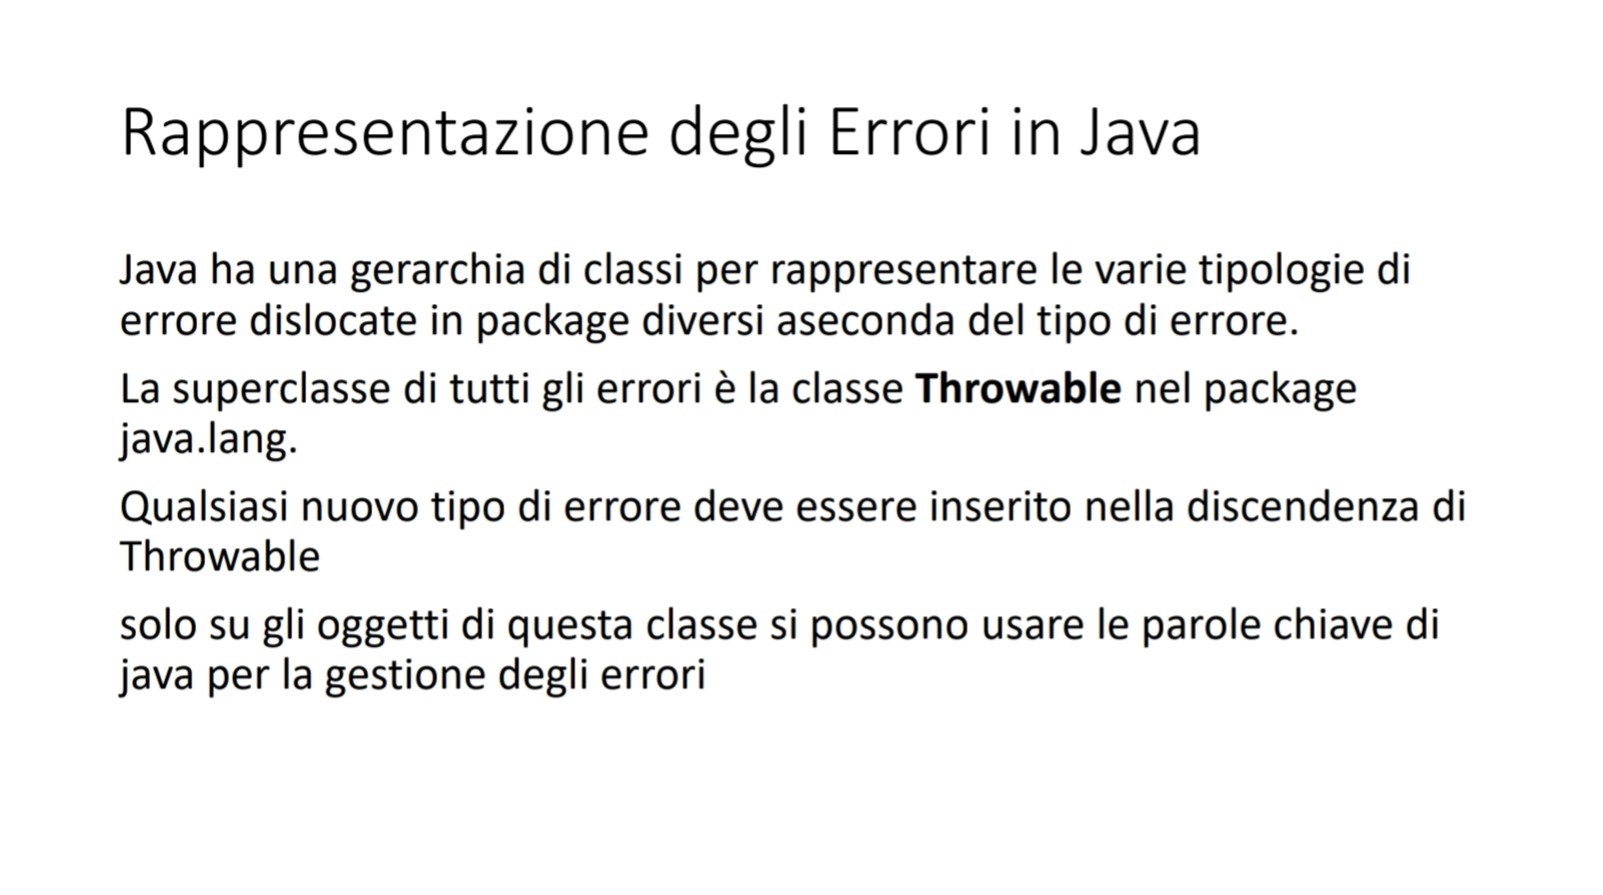 Rappresentazione degli Errori in Java
Java ha una gerarchia di classi per rappresentare le varie tipologie di
errore dislocate in package diversi aseconda del tipo di errore.
La superclasse di tutti gli errori è la classe Throwable nel package
java.lang.
Qualsiasi nuovo tipo di errore deve essere inserito nella discendenza di
Throwable
solo su gli oggetti di questa classe si possono usare le parole chiave di
java per la gestione degli errori